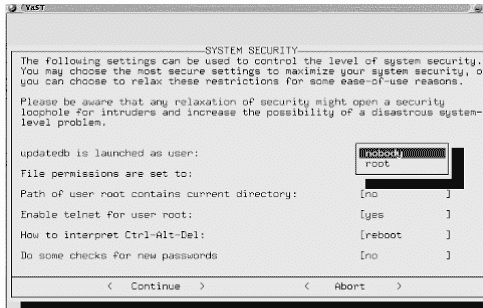 YaST
SYSTEM SECURITY
The following settings can be used to control the level of system security.
You may choose the most secure settings to maximize your system security, o
you can choose to relax these restrictions for some ease-of-use reasons.
Please be aware that any relaxation of security might open a security
loophole for intruders and increase the possibility of a disastrous system-
level problem.
updatedb is launched as user: nobody
root
File permissions are set to:
Path of user root contains current directory: [no ]
Enable telnet for user root: [yes ]
How to interpret Ctrl-Alt-Del: [reboot ]
Do some checks for new passwords [no ]
< Continue > < Abort >